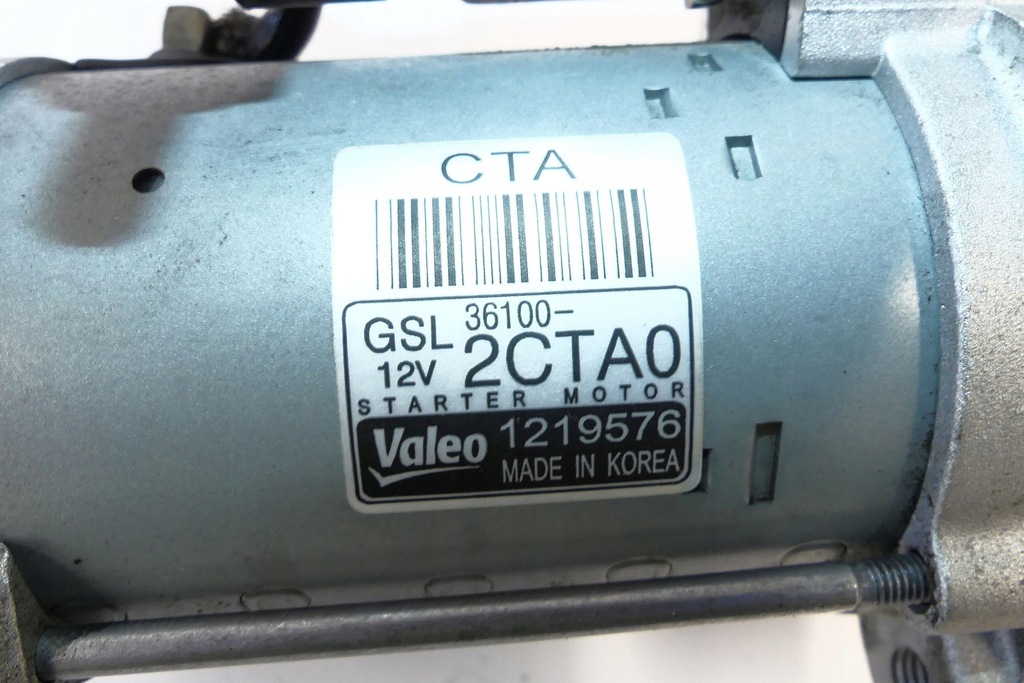 CTA
GSL 36100-
12V 2CTA0
STARTER MOTOR
Valeo 1219576
MADE IN KOREA